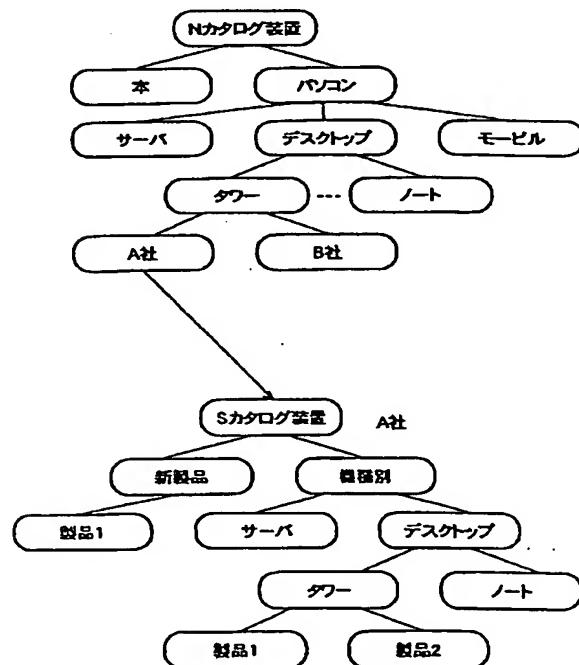 Nカタログ装置
本 パソコン
サーバ デスクトップ モービル
タワー --- ノート
A社 B社
Sカタログ装置 A社
新製品 機種別
製品1 サーバ デスクトップ
タワー ノート
製品1 製品2